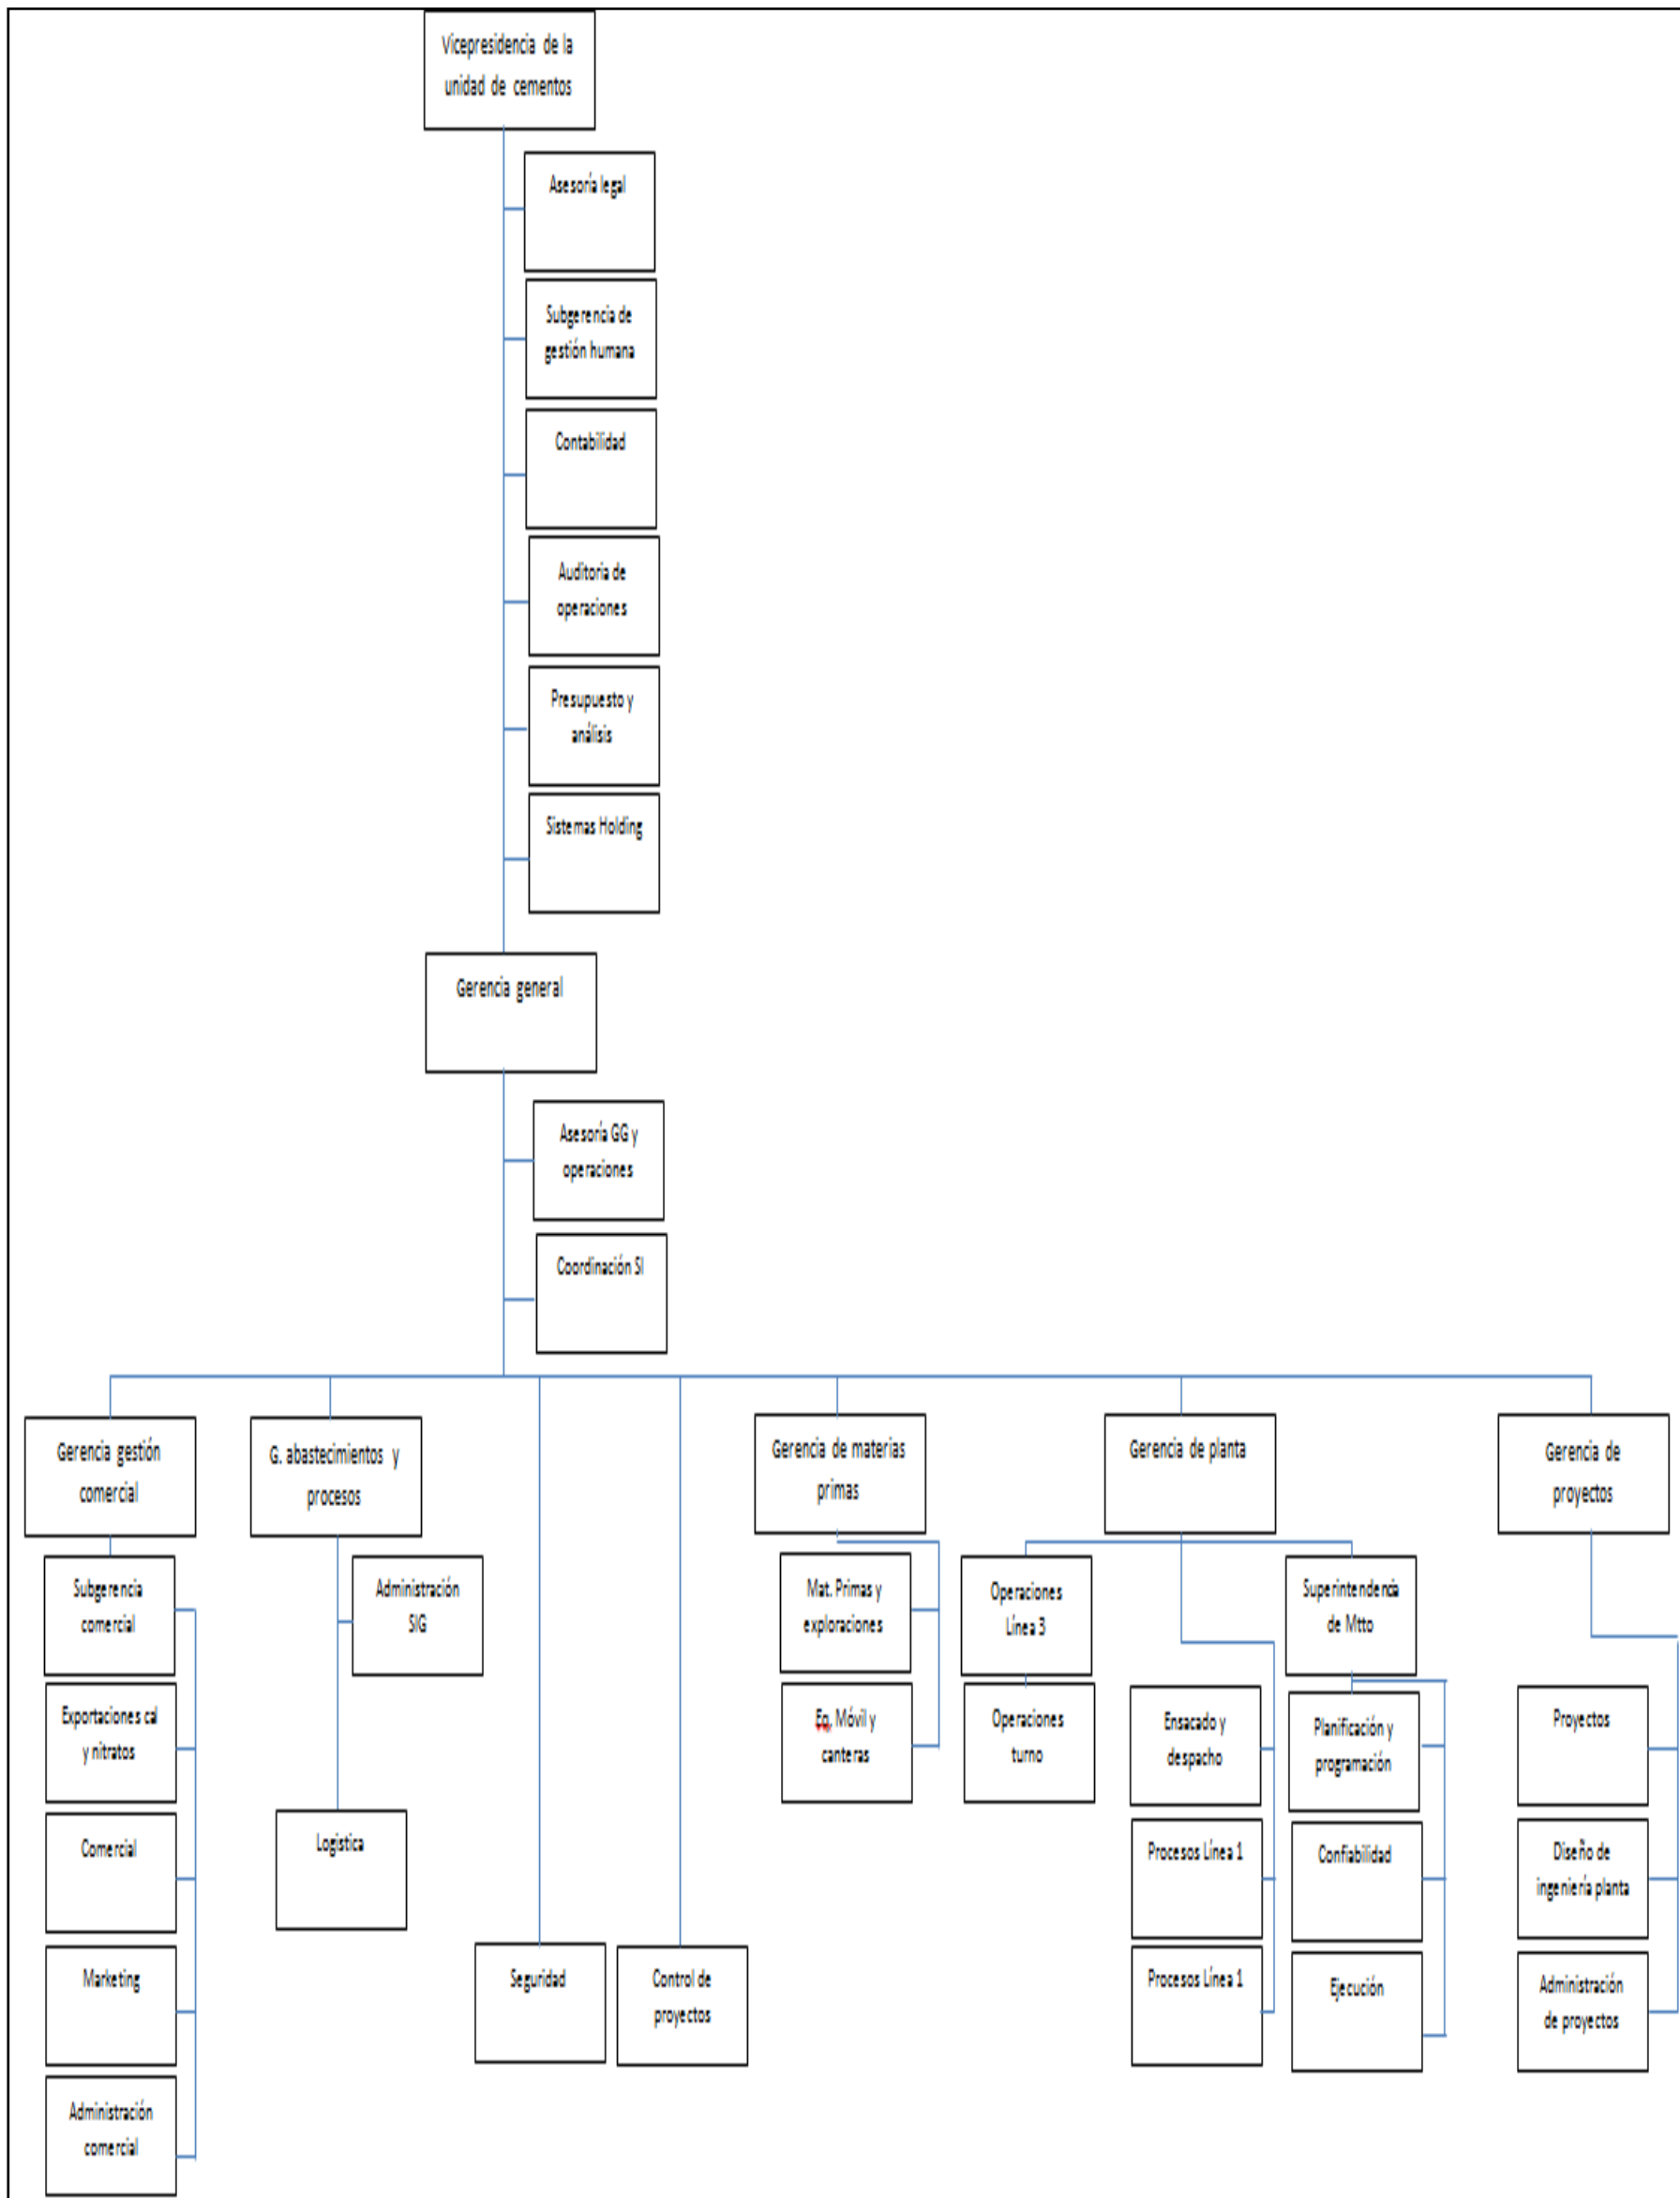 Vicepresidencia de la
unidad de cementos
Asesoría legal
Subgerencia de
gestión humana
Contabilidad
Auditoria de
operaciones
Presupuesto y
análisis
Sistemas Holding
Gerencia general
Asesoría GG y
operaciones
Coordinación SI
Gerencia gestión
comercial
G. abastecimientos y
procesos
Gerencia de materias
primas
Gerencia de planta
Gerencia de
proyectos
Subgerencia
comercial
Administración
SIG
Mat. Primas y
exploraciones
Operaciones
Línea 3
Superintendencia
de Mtto
Exportaciones cal
y nitratos
Eq. Móvil y
canteras
Operaciones
turno
Ensacado y
despacho
Planificación y
programación
Proyectos
Comercial
Logistica
Procesos Línea 1
Confiabilidad
Diseño de
ingeniería planta
Marketing
Seguridad
Control de
proyectos
Procesos Línea 1
Ejecución
Administración
de proyectos
Administración
comercial